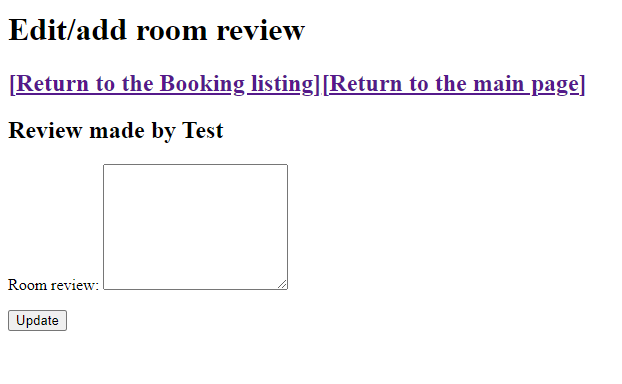 Edit/add room review
[Return to the Booking listing][Return to the main page]
Review made by Test
Room review:
Update